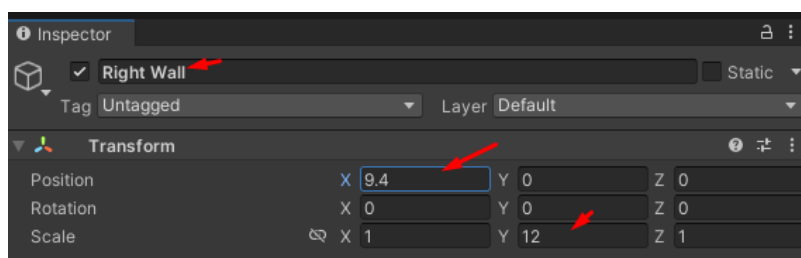 Inspector
Right Wall Static
Tag Untagged Layer Default
Transform
Position X 9.4 Y 0 Z 0
Rotation X 0 Y 0 Z 0
Scale X 1 Y 12 Z 1